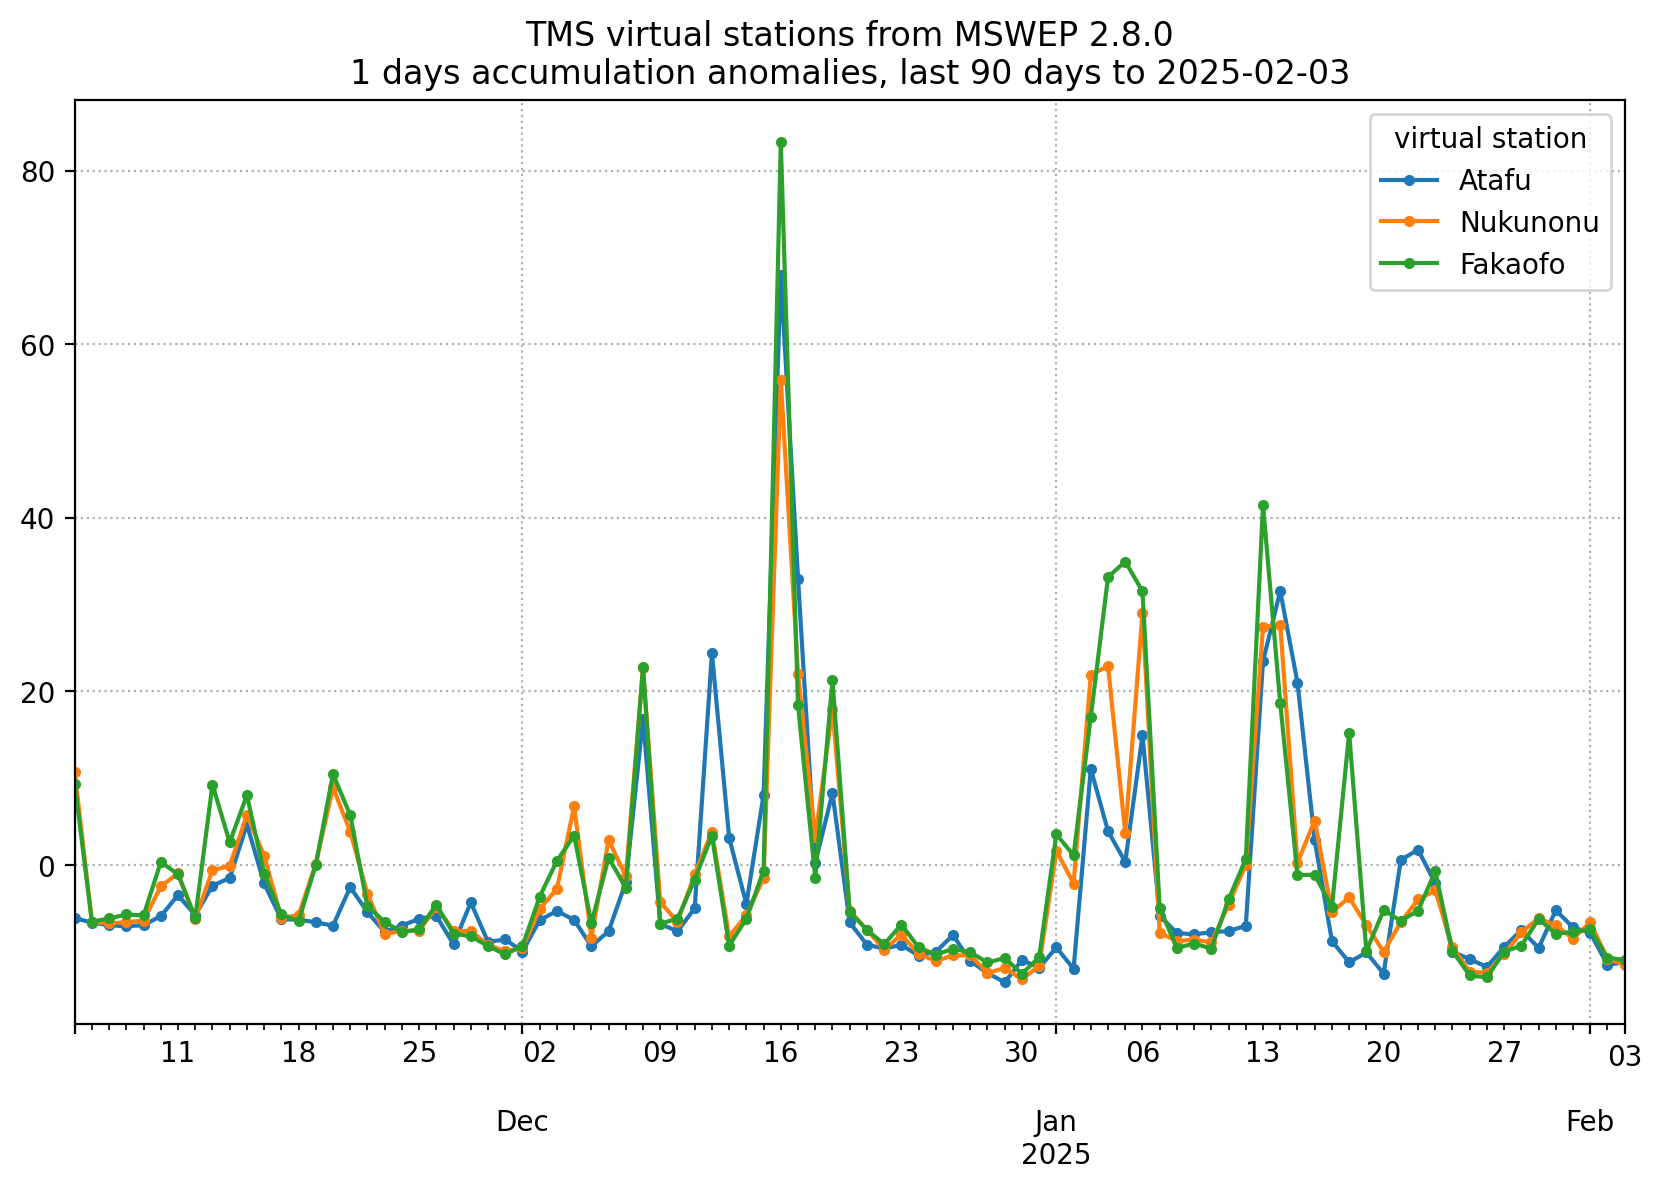 TMS virtual stations from MSWEP 2.8.0
1 days accumulation anomalies, last 90 days to 2025-02-03
virtual station
Atafu
Nukunonu
Fakaofo
80
60
40
20
0
11 18 25 02 09 16 23 30 06 13 20 27 03
Dec Jan Feb
2025